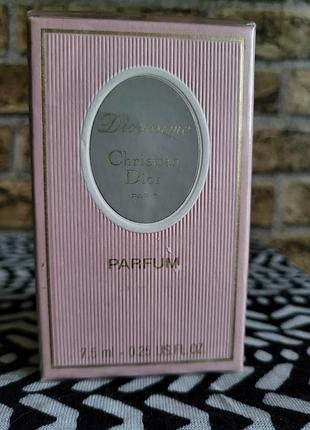 Diorissimo
Christian
Dior
PARIS
PARFUM
7,5 ml - 0.25 US.FL.OZ